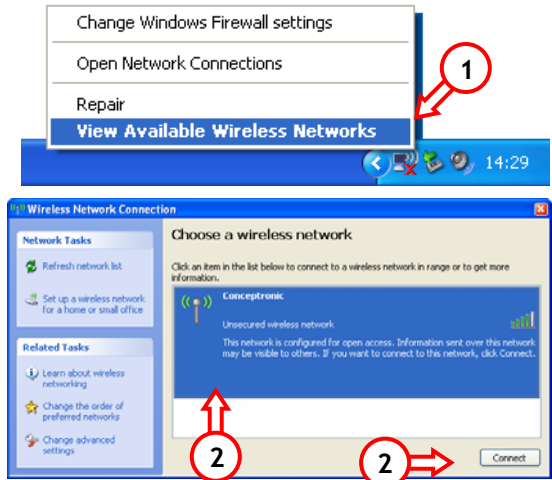 Change Windows Firewall settings
Open Network Connections
Repair
View Available Wireless Networks
1
14:29
Wireless Network Connection
Network Tasks
Refresh network list
Set up a wireless network
for a home or small office
Related Tasks
Learn about wireless
networking
Change the order of
preferred networks
Change advanced
settings
Choose a wireless network
Click an item in the list below to connect to a wireless network in range or to get more
information.
Conceptronic
Unsecured wireless network
This network is configured for open access. Information sent over this network
may be visible to others. If you want to connect to this network, click Connect.
2
2
Connect